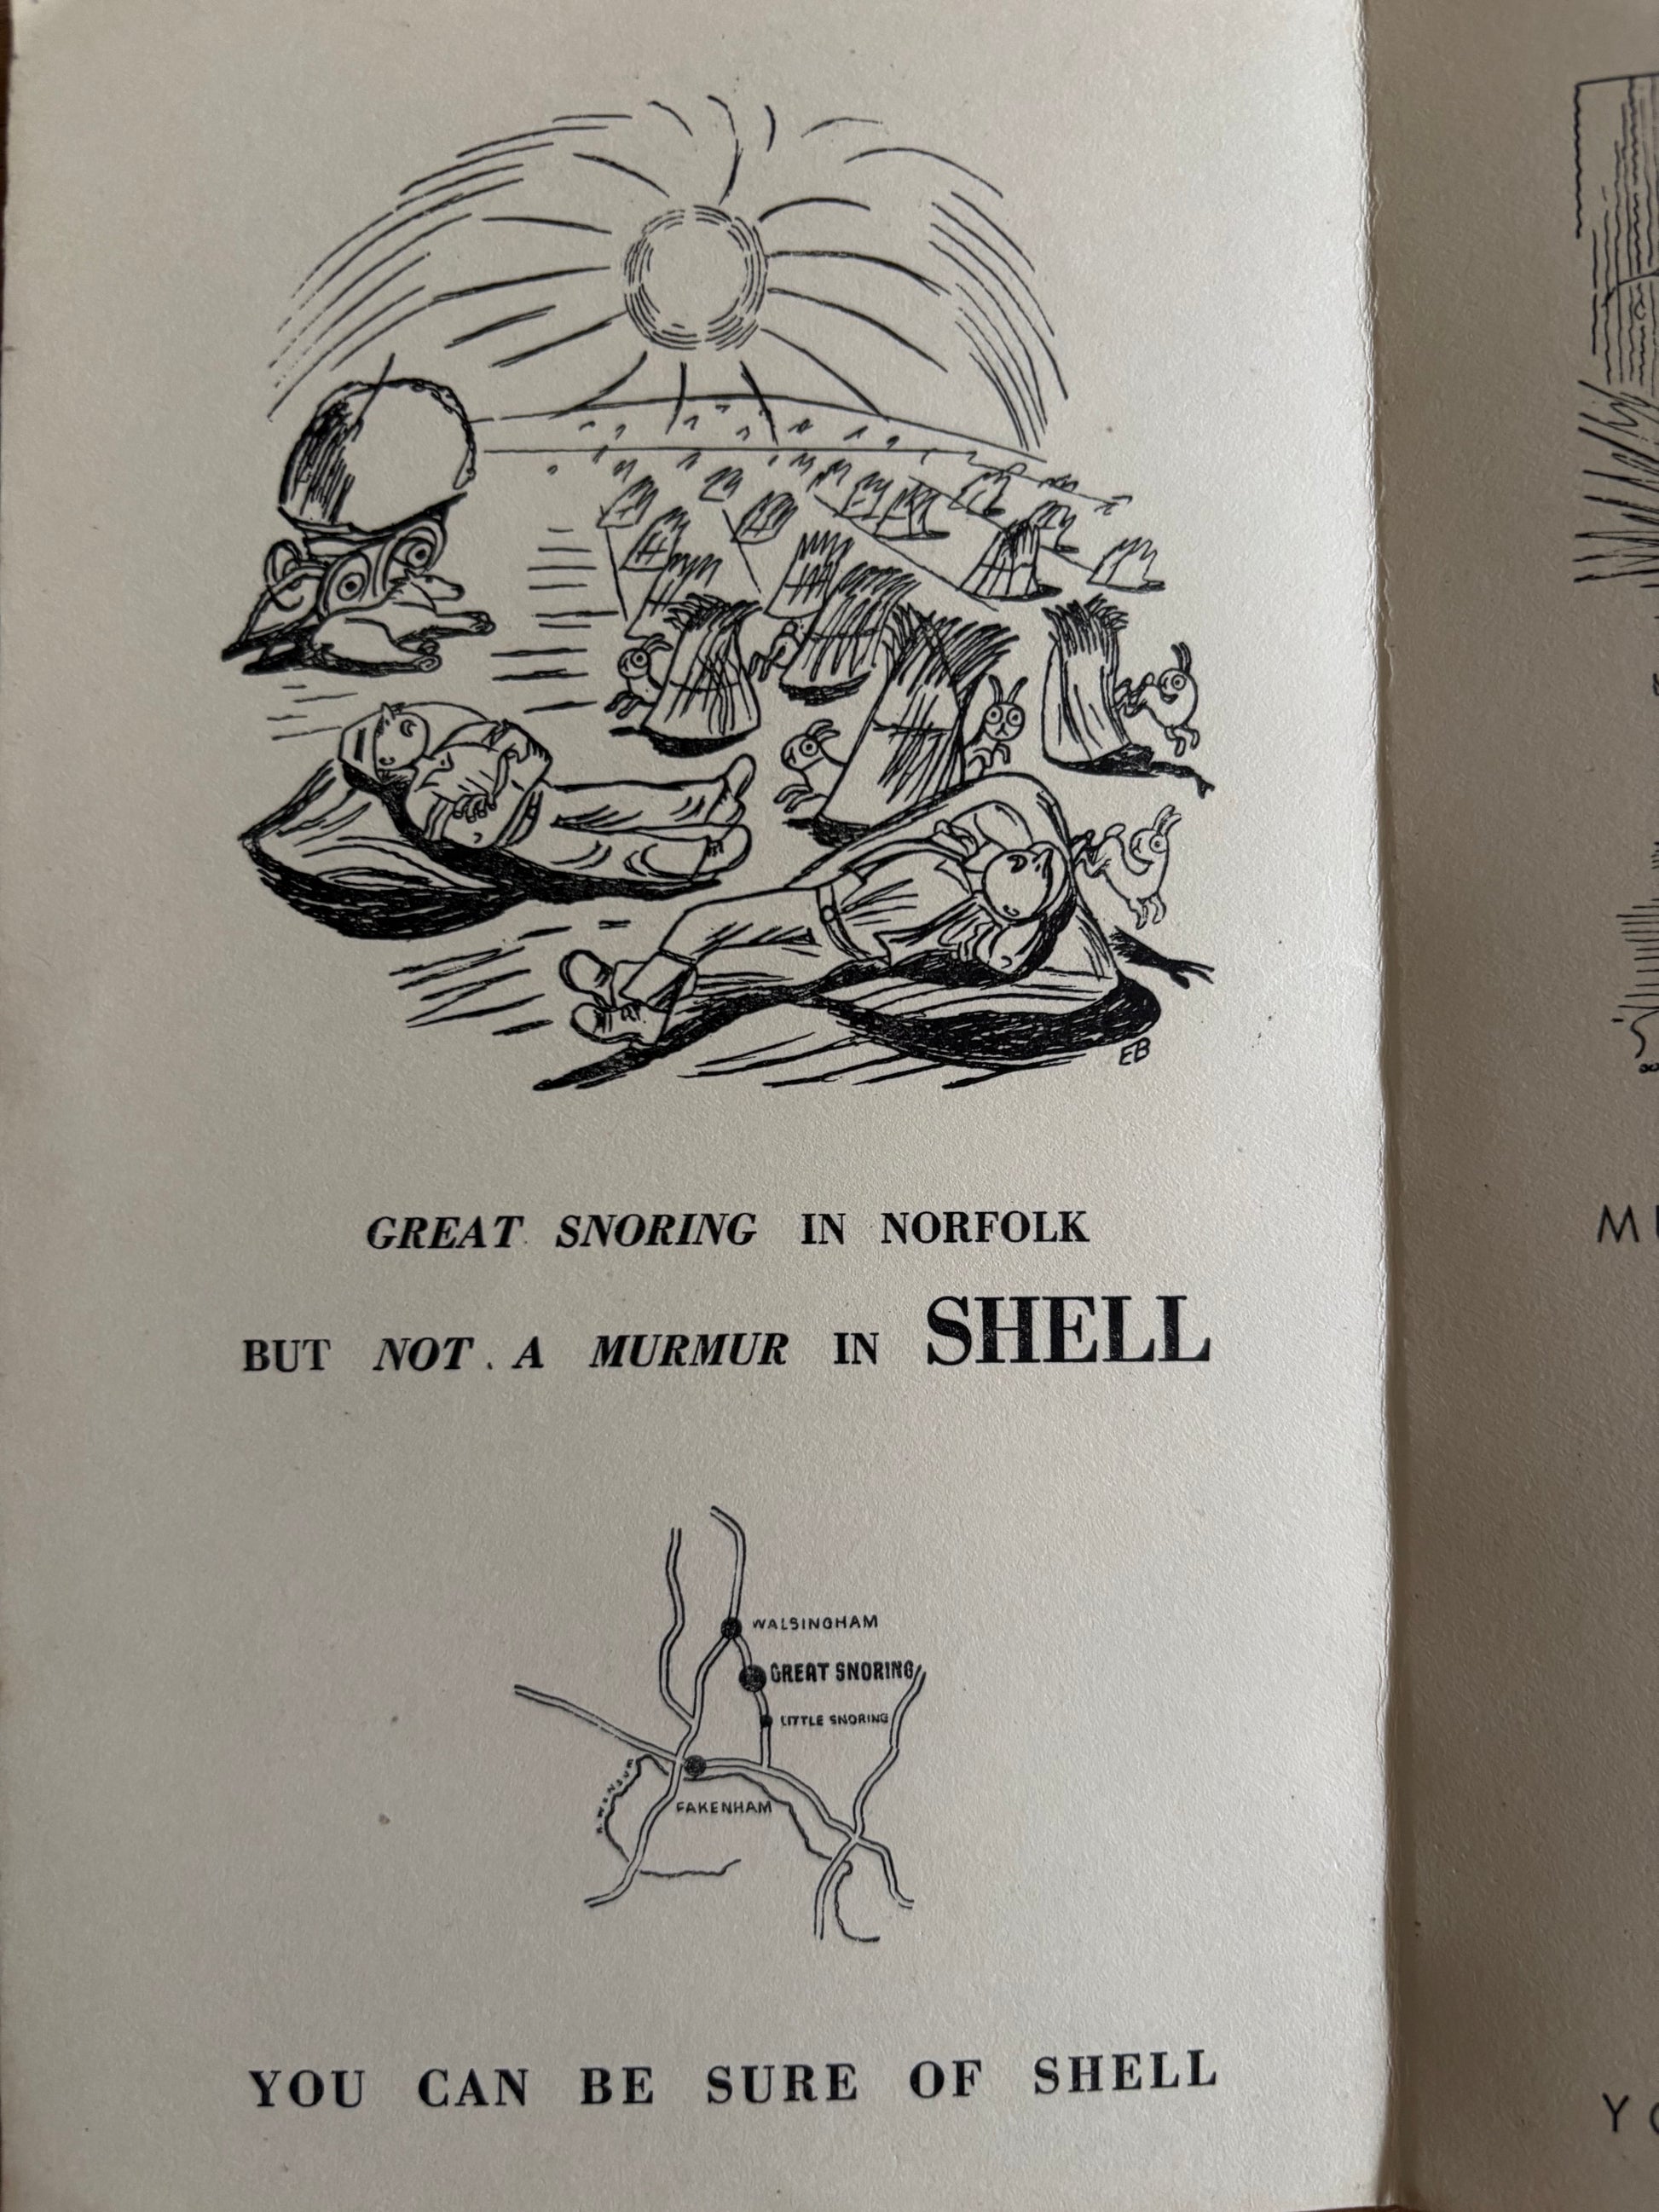 EB
GREAT SNORING IN NORFOLK
BUT NOT A MURMUR IN SHELL
WALSINGHAM
GREAT SNORING
LITTLE SNORING
FAKENHAM
YOU CAN BE SURE OF SHELL